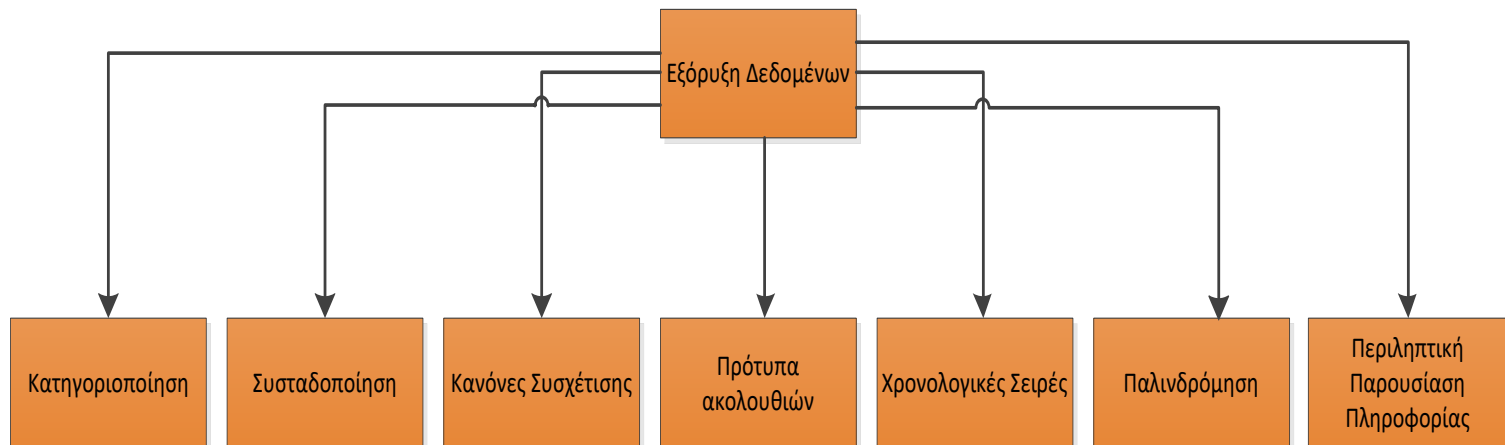 Εξόρυξη Δεδομένων
Κατηγοριοποίηση
Συσταδοποίηση
Κανόνες Συσχέτισης
Πρότυπα
ακολουθιών
Χρονολογικές Σειρές
Παλινδρόμηση
Περιληπτική
Παρουσίαση
Πληροφορίας